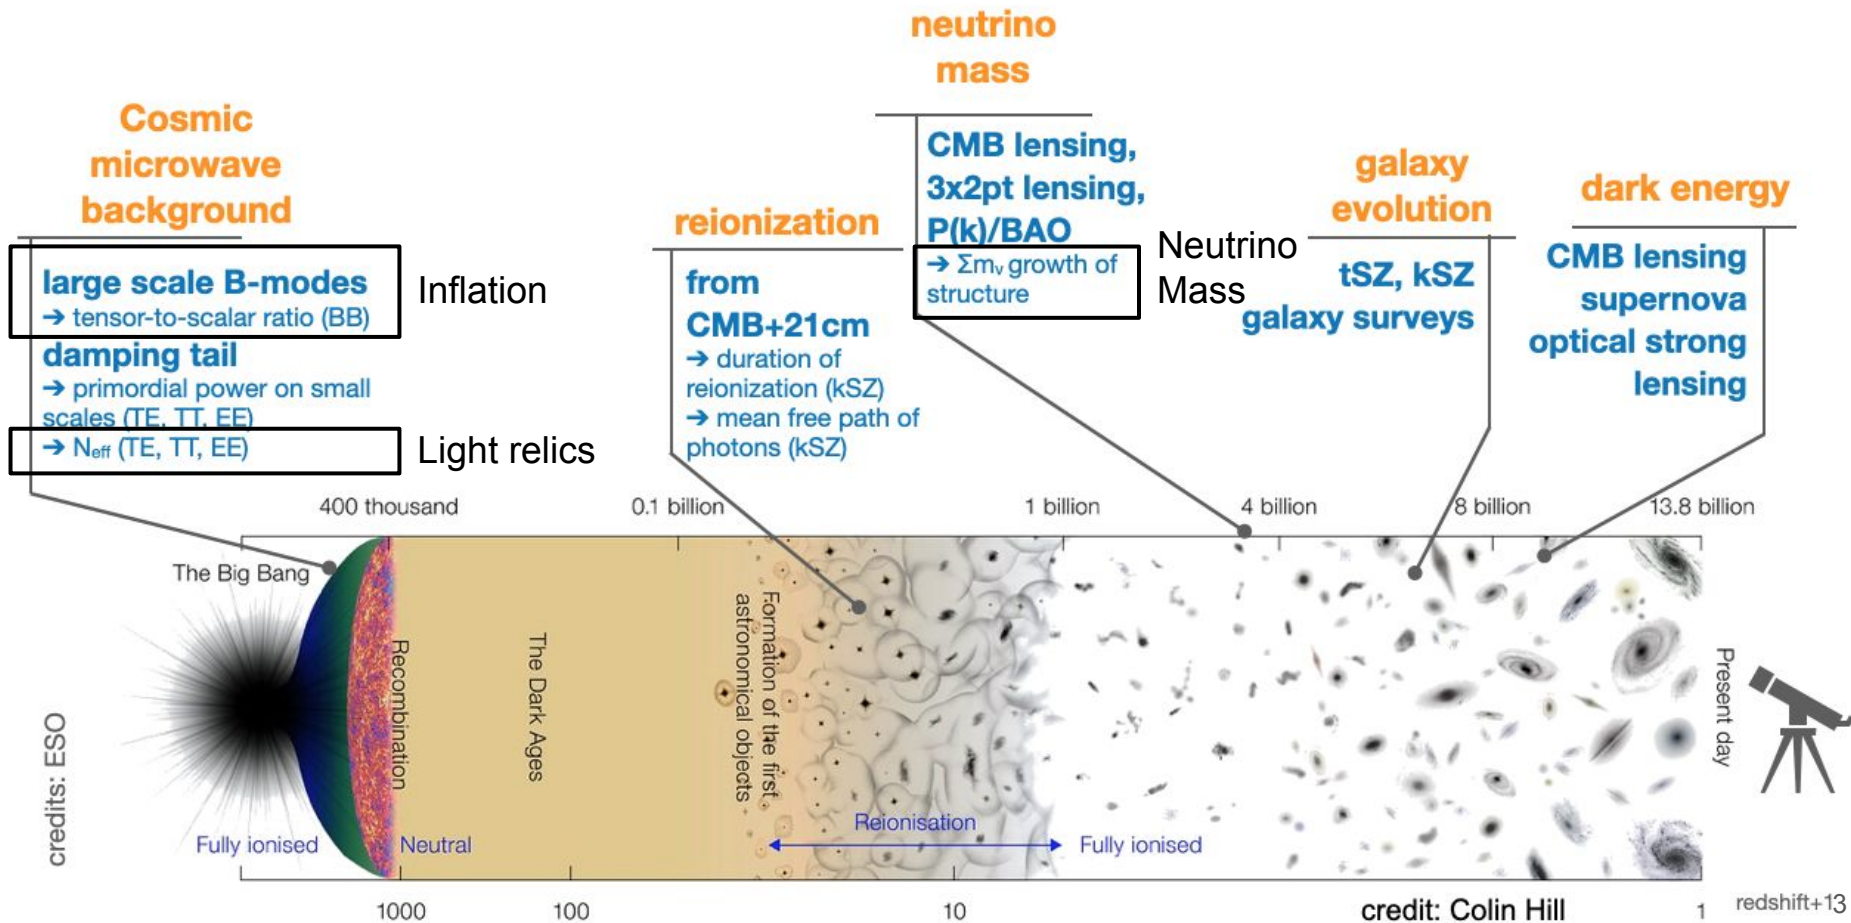 neutrino
mass
Cosmic
microwave
background
large scale B-modes
→ tensor-to-scalar ratio (BB)
damping tail
→ primordial power on small
scales (TE, TT, EE)
→ Neff (TE, TT, EE)
Inflation
Light relics
reionization
from
CMB+21cm
→ duration of
reionization (kSZ)
→ mean free path of
photons (kSZ)
CMB lensing,
3x2pt lensing,
P(k)/BAO
→ Σmν growth of
structure
Neutrino
Mass
galaxy
evolution
tSZ, kSZ
galaxy surveys
dark energy
CMB lensing
supernova
optical strong
lensing
400 thousand
0.1 billion
1 billion
4 billion
8 billion
13.8 billion
The Big Bang
Recombination
The Dark Ages
Formation of the first
astronomical objects
Reionisation
Fully ionised
Neutral
Fully ionised
Present day
credits: ESO
1000
100
10
1
redshift+13
credit: Colin Hill